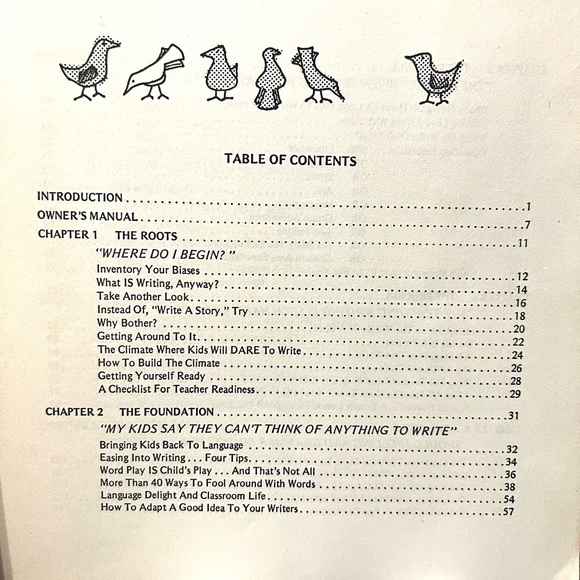 TABLE OF CONTENTS
INTRODUCTION . . . . . . . . . . . . . . . . . . . . . . . . . . . . . . . . . . . . . . . . 1
OWNER'S MANUAL . . . . . . . . . . . . . . . . . . . . . . . . . . . . . . . . . . . . . . 7
CHAPTER 1 THE ROOTS . . . . . . . . . . . . . . . . . . . . . . . . . . . . . . . . . . 11
"WHERE DO I BEGIN? "
Inventory Your Biases . . . . . . . . . . . . . . . . . . . . . . . . . . . . . . 12
What IS Writing, Anyway? . . . . . . . . . . . . . . . . . . . . . . . . . . . 14
Take Another Look . . . . . . . . . . . . . . . . . . . . . . . . . . . . . . . . 16
Instead Of, "Write A Story," Try . . . . . . . . . . . . . . . . . . . . . . . 18
Why Bother? . . . . . . . . . . . . . . . . . . . . . . . . . . . . . . . . . . . . 20
Getting Around To It . . . . . . . . . . . . . . . . . . . . . . . . . . . . . . 22
The Climate Where Kids Will DARE To Write . . . . . . . . . . . . . . . 24
How To Build The Climate . . . . . . . . . . . . . . . . . . . . . . . . . . . 26
Getting Yourself Ready . . . . . . . . . . . . . . . . . . . . . . . . . . . . . 28
A Checklist For Teacher Readiness . . . . . . . . . . . . . . . . . . . . . . 29
CHAPTER 2 THE FOUNDATION . . . . . . . . . . . . . . . . . . . . . . . . . . . . 31
"MY KIDS SAY THEY CAN'T THINK OF ANYTHING TO WRITE"
Bringing Kids Back To Language . . . . . . . . . . . . . . . . . . . . . . . 32
Easing Into Writing . . . Four Tips . . . . . . . . . . . . . . . . . . . . . . 34
Word Play IS Child's Play . . . And That's Not All . . . . . . . . . . . . 36
More Than 40 Ways To Fool Around With Words . . . . . . . . . . . . . 38
Language Delight And Classroom Life . . . . . . . . . . . . . . . . . . . . 54
How To Adapt A Good Idea To Your Writers . . . . . . . . . . . . . . . . 57